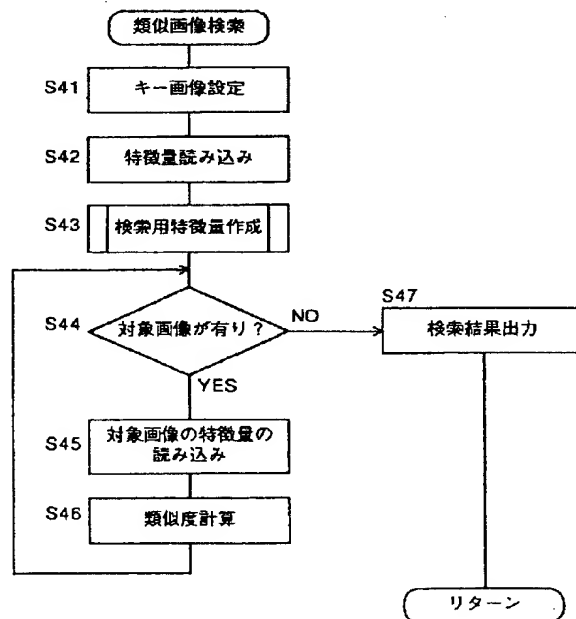 類似画像検索
S41
キー画像設定
S42
特徴量読み込み
S43
検索用特徴量作成
S44
対象画像が有り？
NO
S47
検索結果出力
YES
S45
対象画像の特徴量の
読み込み
S46
類似度計算
リターン